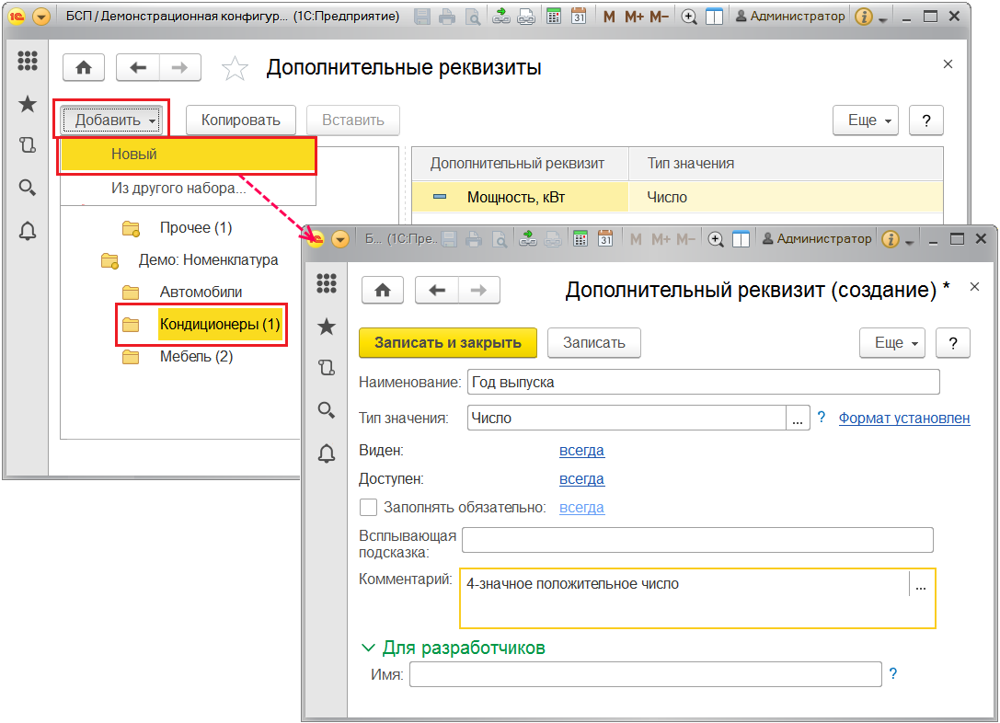 БСП / Демонстрационная конфигур... (1С:Предприятие)
M M+ M-
Администратор
Дополнительные реквизиты
Добавить
Копировать
Вставить
Еще
?
Новый
Из другого набора...
Дополнительный реквизит
Тип значения
Мощность, кВт
Число
Прочее (1)
Демо: Номенклатура
Автомобили
Кондиционеры (1)
Мебель (2)
Б... (1С:Пре..
31
M M+ M-
Администратор
Дополнительный реквизит (создание) *
Записать и закрыть
Записать
Еще
?
Наименование: Год выпуска
Тип значения: Число ... ? Формат установлен
Виден: всегда
Доступен: всегда
Заполнять обязательно: всегда
Всплывающая
подсказка:
Комментарий: 4-значное положительное число ...
Для разработчиков
Имя: ?